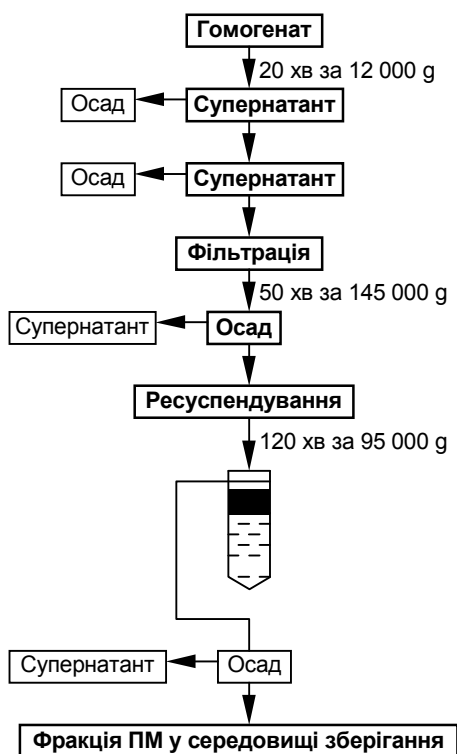 Гомогенат
20 хв за 12 000 g
Осад
Супернатант
Осад
Супернатант
Фільтрація
50 хв за 145 000 g
Супернатант
Осад
Ресуспендування
120 хв за 95 000 g
Супернатант
Осад
Фракція ПМ у середовищі зберігання